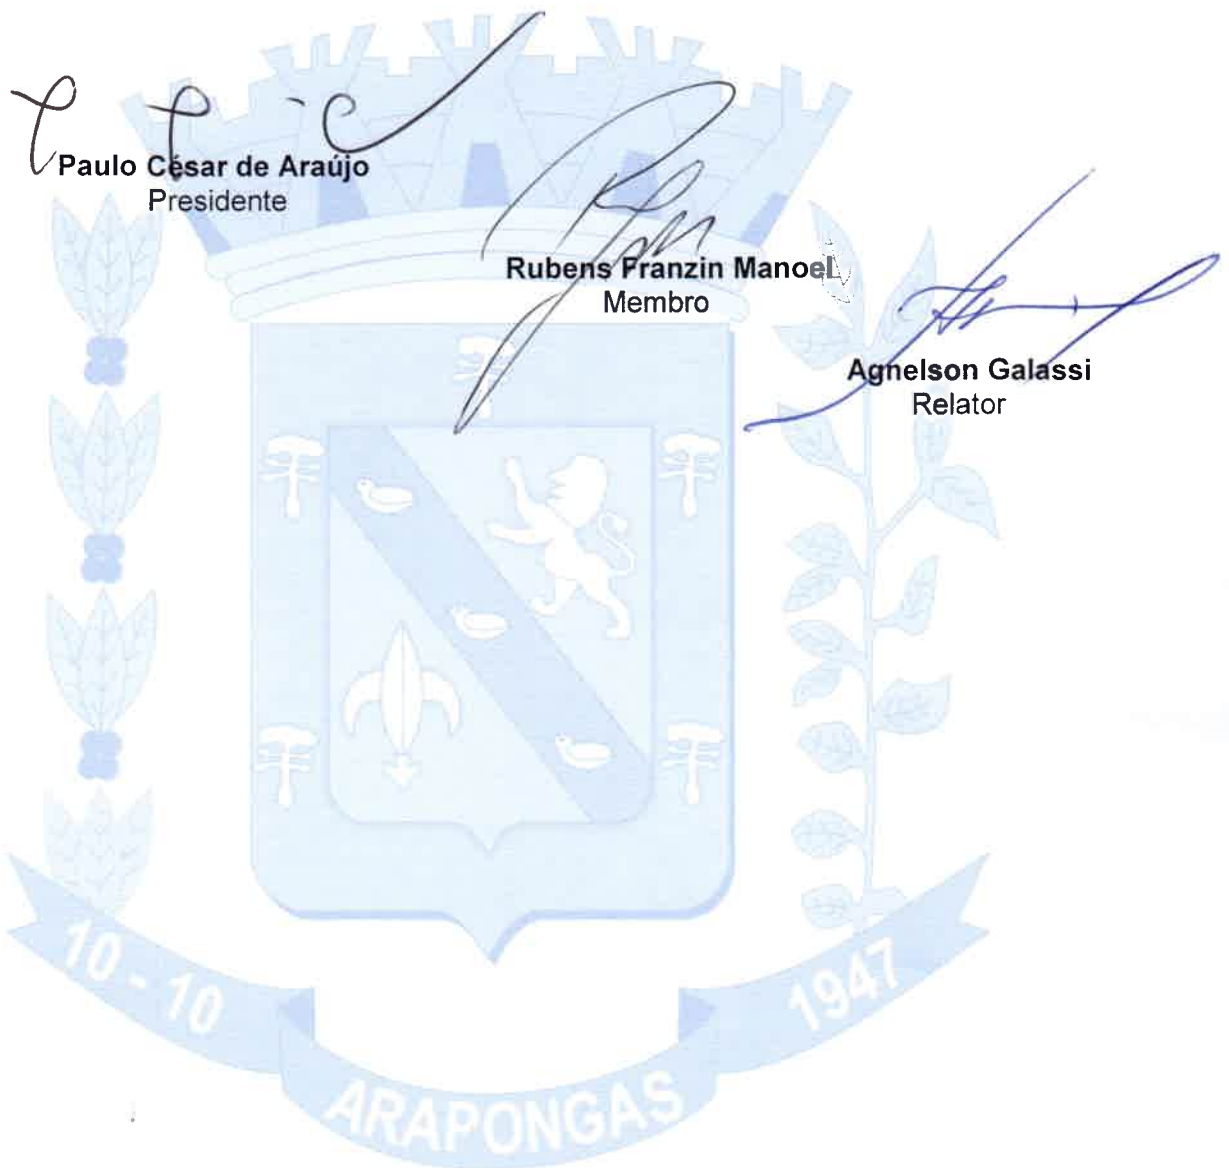 Paulo César de Araújo
Presidente
Rubens Franzin Manoel
Membro
Agnelson Galassi
Relator
10 - 10
1947
ARAPONGAS